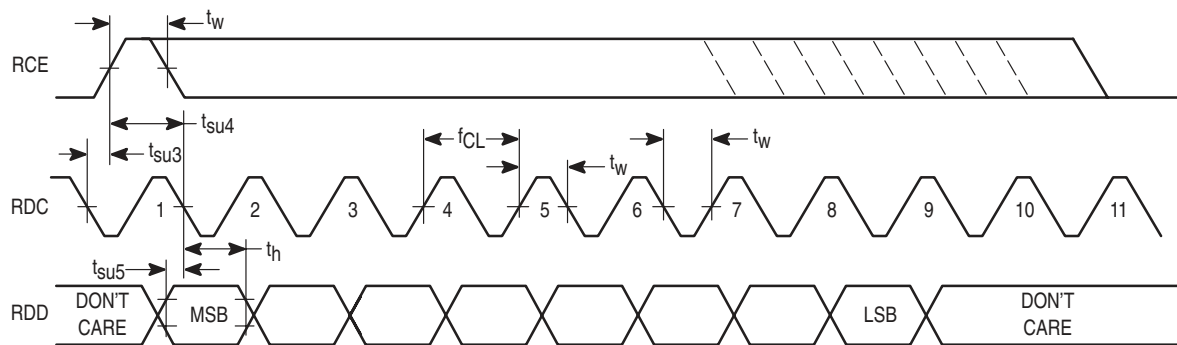 tw
RCE
tsu4
tsu3
fCL
tw
tw
RDC
1 2 3 4 5 6 7 8 9 10 11
th
tsu5
RDD
DON'T CARE
MSB
LSB
DON'T CARE